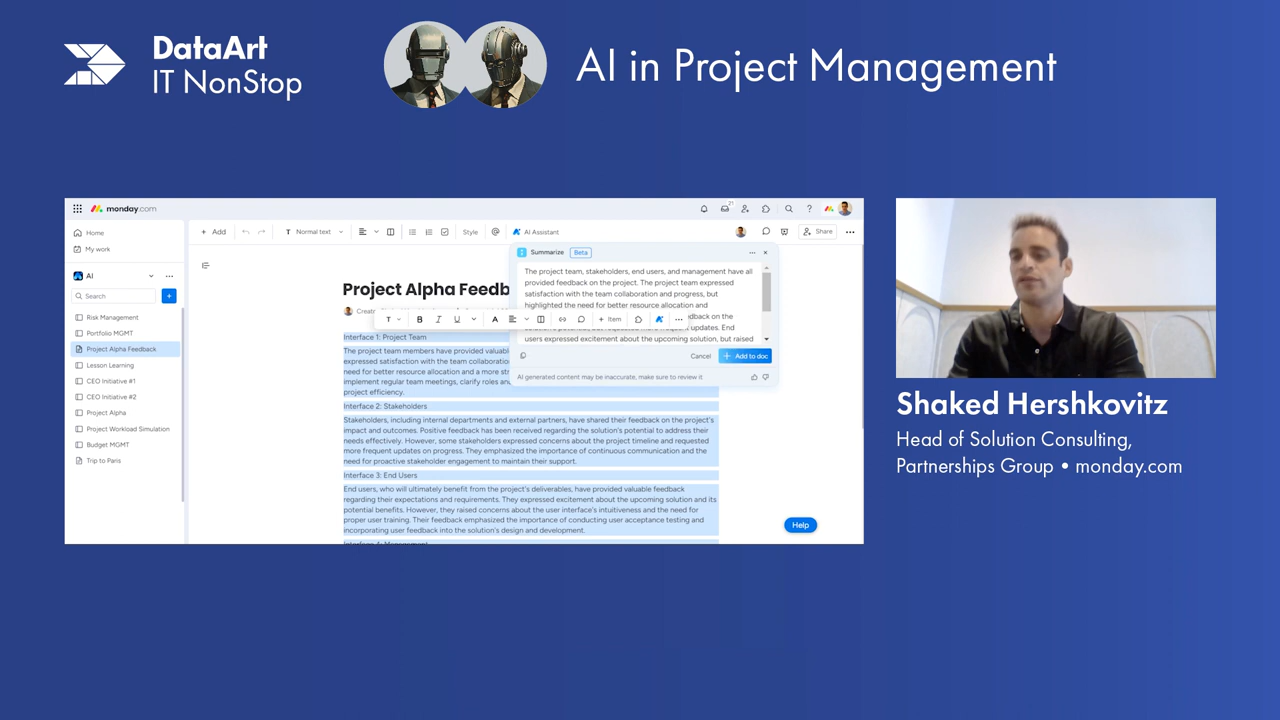 DataArt
IT NonStop
AI in Project Management
monday.com
21
Home
My work
AI
Search
Risk Management
Portfolio MGMT
Project Alpha Feedback
Lesson Learning
CEO Initiative #1
CEO Initiative #2
Project Alpha
Project Workload Simulation
Budget MGMT
Trip to Paris
Add
Normal text
Style
AI Assistant
Share
Project Alpha Feedb
Summarize Beta
The project team, stakeholders, end users, and management have all
provided feedback on the project. The project team expressed
satisfaction with the team collaboration and progress, but
highlighted the need for better resource allocation and
edback on the
updates. End
users expressed excitement about the upcoming solution, but raised
Cancel
Add to doc
AI generated content may be inaccurate, make sure to review it
T B I U A + Item
Interface 1: Project Team
The project team members have provided valuable
expressed satisfaction with the team collaboration
need for better resource allocation and a more str
implement regular team meetings, clarify roles and
project efficiency.
Interface 2: Stakeholders
Stakeholders, including internal departments and external partners, have shared their feedback on the project's
impact and outcomes. Positive feedback has been received regarding the solution's potential to address their
needs effectively. However, some stakeholders expressed concerns about the project timeline and requested
more frequent updates on progress. They emphasized the importance of continuous communication and the
need for proactive stakeholder engagement to maintain their support.
Interface 3: End Users
End users, who will ultimately benefit from the project's deliverables, have provided valuable feedback
regarding their expectations and requirements. They expressed excitement about the upcoming solution and its
potential benefits. However, they raised concerns about the user interface's intuitiveness and the need for
proper user training. Their feedback emphasized the importance of conducting user acceptance testing and
incorporating user feedback into the solution's design and development.
Interface 4: Management
Help
Shaked Hershkovitz
Head of Solution Consulting,
Partnerships Group • monday.com